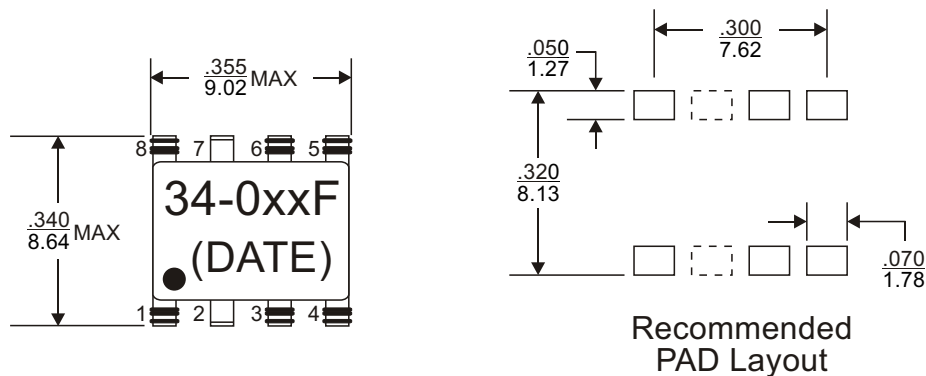 .355
9.02 MAX
8 7 6 5
34-0xxF
(DATE)
1 2 3 4
.340
8.64 MAX
.300
7.62
.050
1.27
.320
8.13
.070
1.78
Recommended
PAD Layout